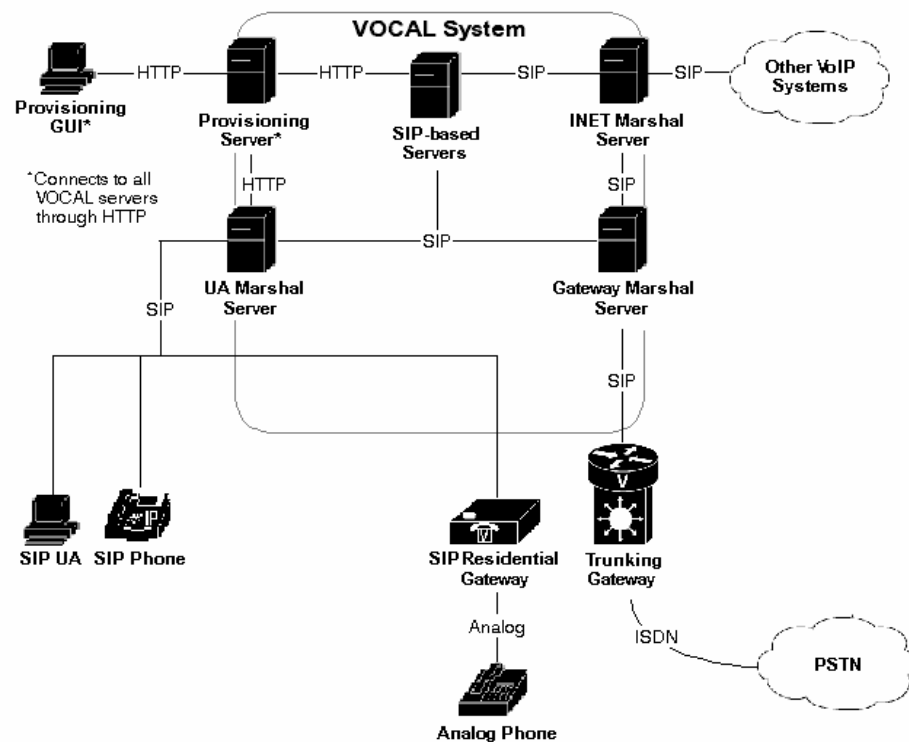 VOCAL System
HTTP
HTTP
SIP
SIP
Other VoIP
Systems
Provisioning
GUI*
Provisioning
Server*
SIP-based
Servers
INET Marshal
Server
*Connects to all
VOCAL servers
through HTTP
HTTP
SIP
SIP
UA Marshal
Server
Gateway Marshal
Server
SIP
SIP
V
IP
V
SIP UA
SIP Phone
SIP Residential
Gateway
Trunking
Gateway
Analog
ISDN
PSTN
Analog Phone